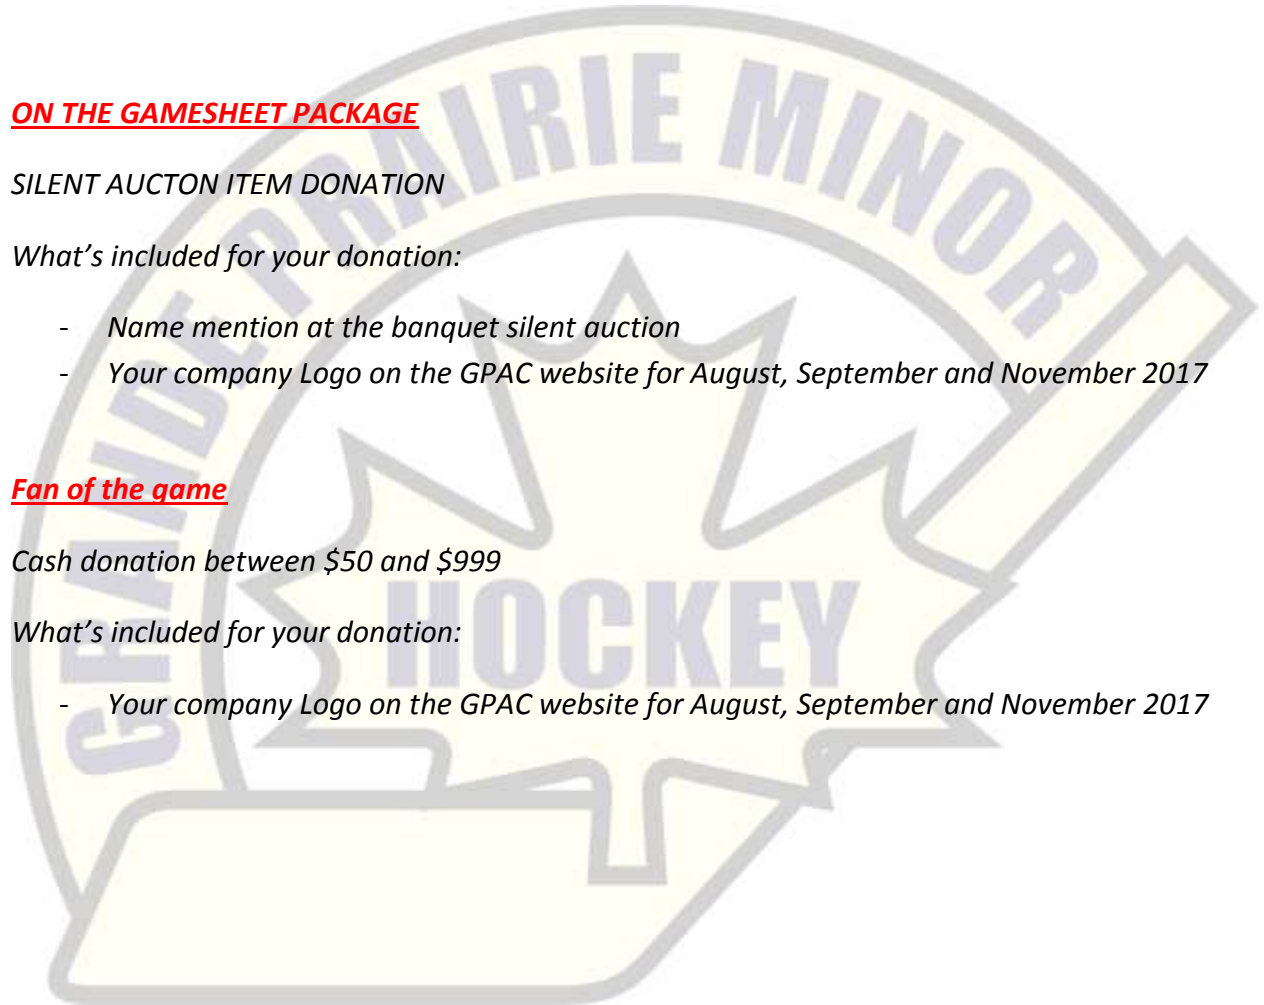 GRANDE PRAIRIE MINOR
HOCKEY
ON THE GAMESHEET PACKAGE
SILENT AUCTON ITEM DONATION
What’s included for your donation:
- Name mention at the banquet silent auction
- Your company Logo on the GPAC website for August, September and November 2017
Fan of the game
Cash donation between $50 and $999
What’s included for your donation:
- Your company Logo on the GPAC website for August, September and November 2017